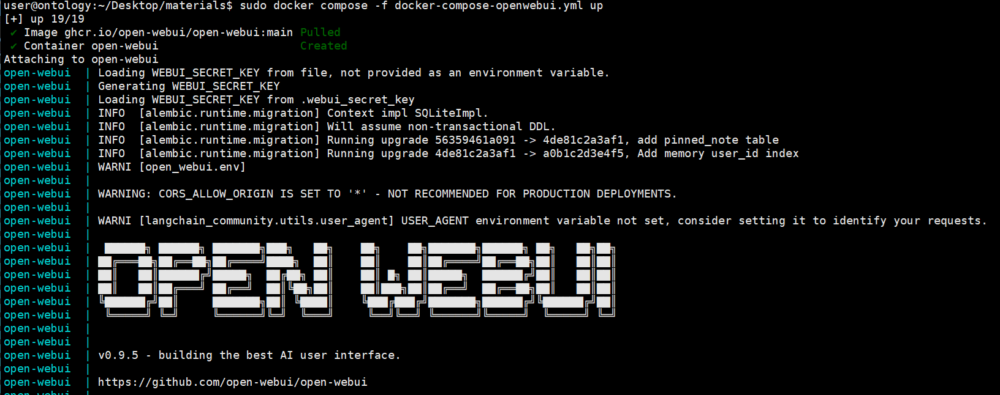 user@ontology:~/Desktop/materials$ sudo docker compose -f docker-compose-openwebui.yml up
[+] up 19/19
✔ Image ghcr.io/open-webui/open-webui:main Pulled
✔ Container open-webui Created
Attaching to open-webui
open-webui | Loading WEBUI_SECRET_KEY from file, not provided as an environment variable.
open-webui | Generating WEBUI_SECRET_KEY
open-webui | Loading WEBUI_SECRET_KEY from .webui_secret_key
open-webui | INFO [alembic.runtime.migration] Context impl SQLiteImpl.
open-webui | INFO [alembic.runtime.migration] Will assume non-transactional DDL.
open-webui | INFO [alembic.runtime.migration] Running upgrade 56359461a091 -> 4de81c2a3af1, add pinned_note table
open-webui | INFO [alembic.runtime.migration] Running upgrade 4de81c2a3af1 -> a0b1c2d3e4f5, Add memory user_id index
open-webui | WARNI [open_webui.env]
open-webui |
open-webui | WARNING: CORS_ALLOW_ORIGIN IS SET TO '*' - NOT RECOMMENDED FOR PRODUCTION DEPLOYMENTS.
open-webui |
open-webui | WARNI [langchain_community.utils.user_agent] USER_AGENT environment variable not set, consider setting it to identify your requests.
open-webui |
open-webui |
open-webui |
open-webui |
open-webui | OPEN WEBUI
open-webui |
open-webui |
open-webui |
open-webui |
open-webui | v0.9.5 - building the best AI user interface.
open-webui |
open-webui | https://github.com/open-webui/open-webui
open-webui |